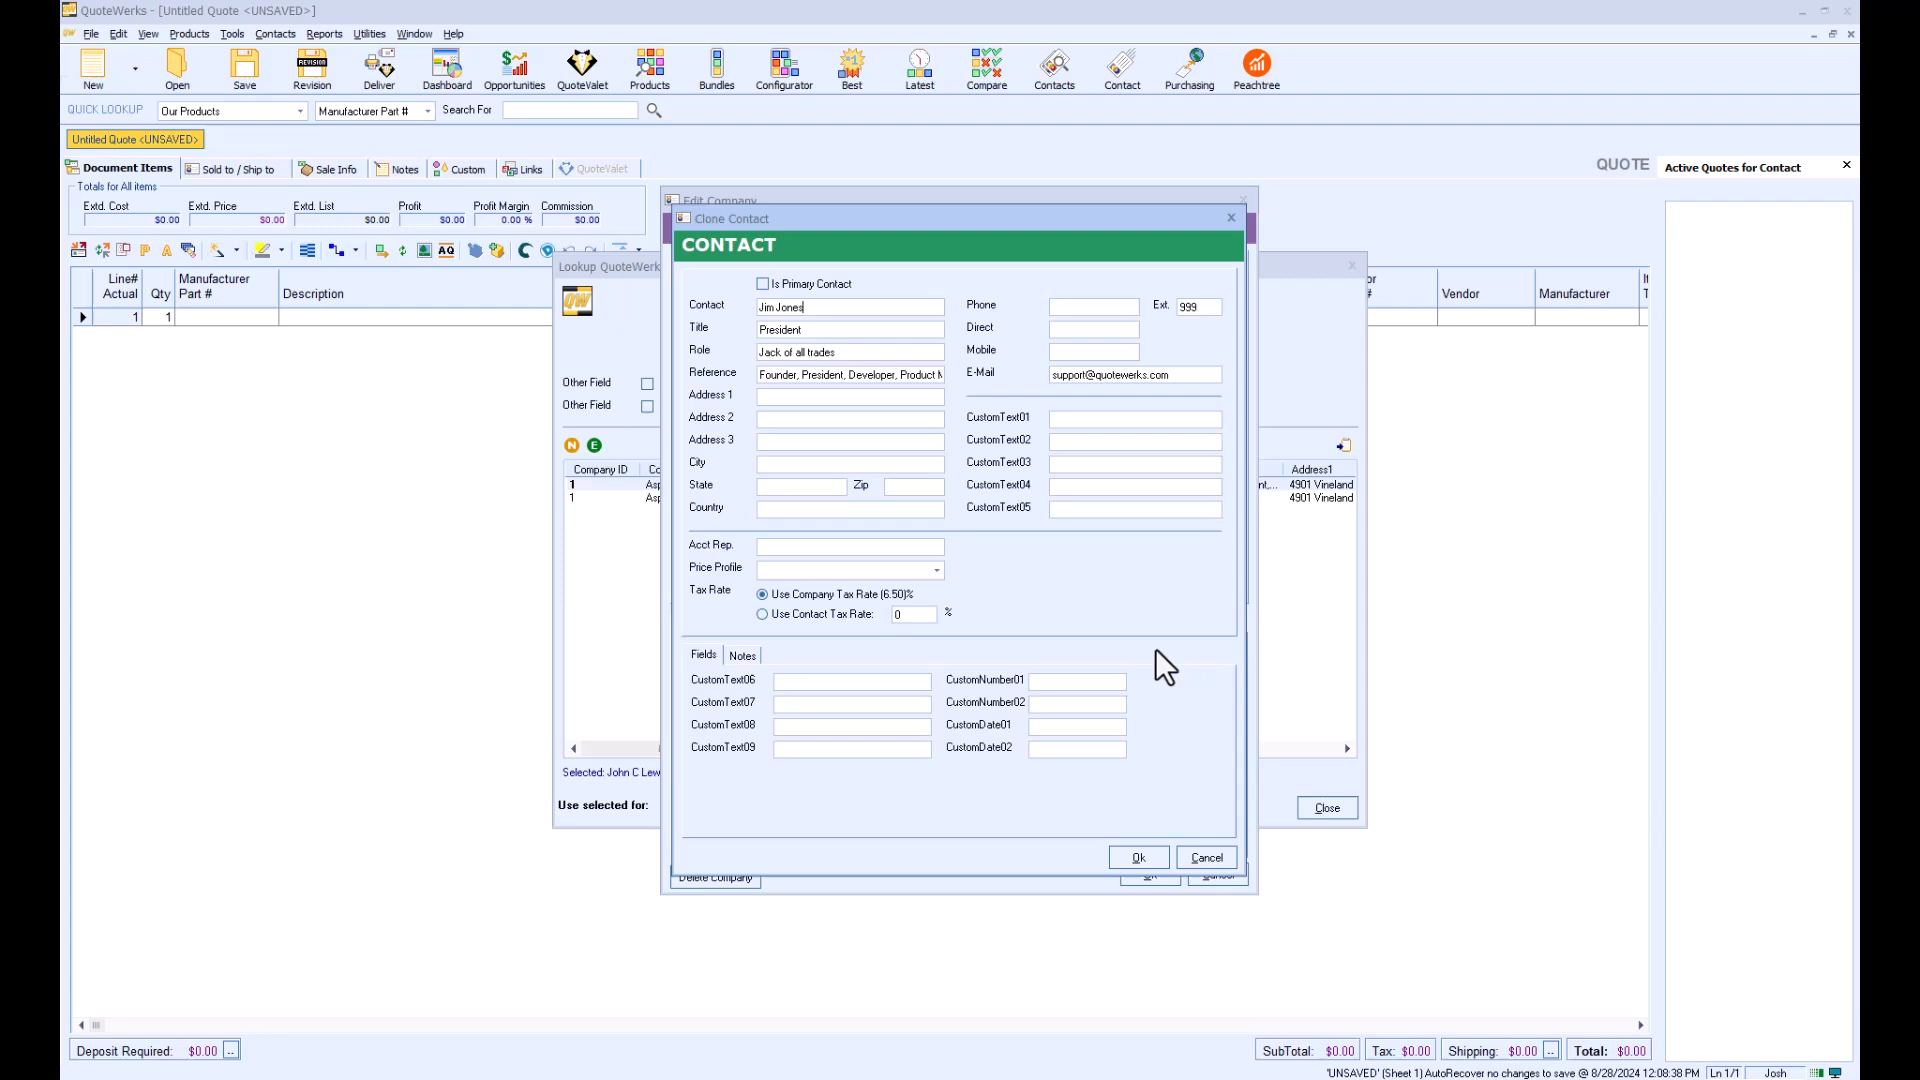 QuoteWerks - [Untitled Quote <UNSAVED>]
File Edit View Products Tools Contacts Reports Utilities Window Help
New Open Save Revision Deliver Dashboard Opportunities QuoteValet Products Bundles Configurator Best Latest Compare Contacts Contact Purchasing Peachtree
QUICK LOOKUP Our Products Manufacturer Part # Search For
Untitled Quote <UNSAVED>
Document Items Sold to / Ship to Sale Info Notes Custom Links QuoteValet
QUOTE
Active Quotes for Contact
Totals for All items
Extd. Cost Extd. Price Extd. List Profit Profit Margin Commission
$0.00 $0.00 $0.00 $0.00 0.00 % $0.00
Line# Actual Qty Manufacturer Part # Description
Vendor Manufacturer
1 1
Edit Company
Lookup QuoteWerk
Other Field
Other Field
Company ID Co Address1
1 Asp nt,... 4901 Vineland
1 Asp 4901 Vineland
Selected: John C Lew
Use selected for:
Close
Delete Company
Clone Contact
CONTACT
Is Primary Contact
Contact Jim Jones Phone Ext. 999
Title President Direct
Role Jack of all trades Mobile
Reference Founder, President, Developer, Product M E-Mail support@quotewerks.com
Address 1
Address 2 CustomText01
Address 3 CustomText02
City CustomText03
State Zip CustomText04
Country CustomText05
Acct Rep.
Price Profile
Tax Rate Use Company Tax Rate (6.50)%
Use Contact Tax Rate: 0 %
Fields Notes
CustomText06 CustomNumber01
CustomText07 CustomNumber02
CustomText08 CustomDate01
CustomText09 CustomDate02
Ok Cancel
Deposit Required: $0.00 ..
SubTotal: $0.00 Tax: $0.00 Shipping: $0.00 .. Total: $0.00
'UNSAVED' (Sheet 1) AutoRecover no changes to save @ 8/28/2024 12:08:38 PM Ln 1/1 Josh